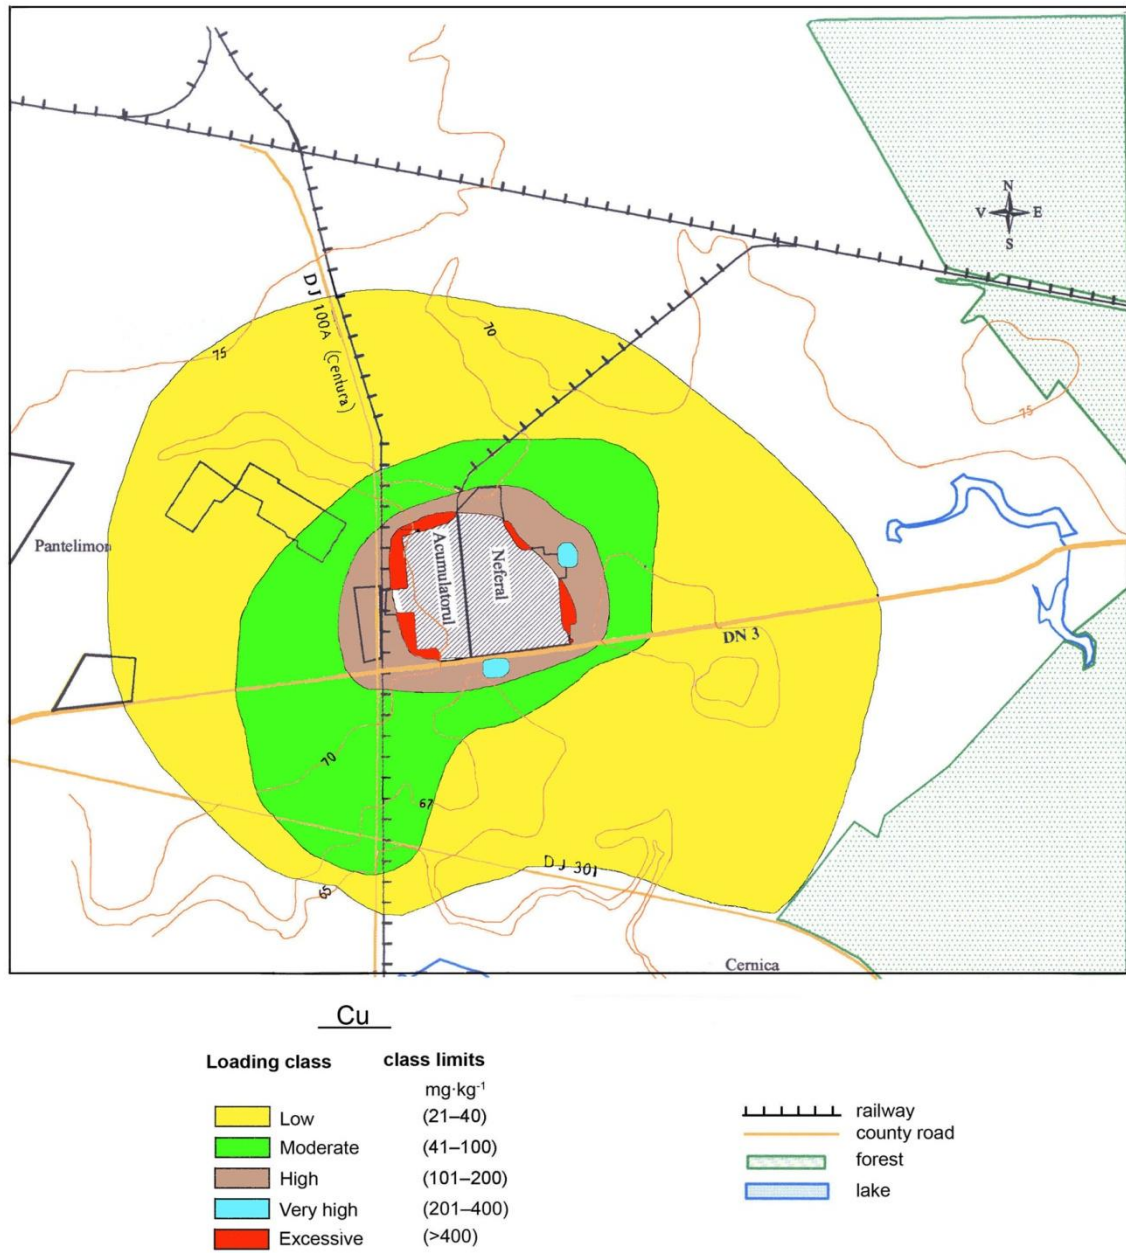 N
V E
S
DJ 100A (Centura)
75
70
75
Pantelimon
Acumulatorul
Neferal
DN 3
70
67
DJ 301
65
Cernica
Cu
Loading class class limits
mg·kg-1
Low (21–40)
Moderate (41–100)
High (101–200)
Very high (201–400)
Excessive (>400)
railway
county road
forest
lake